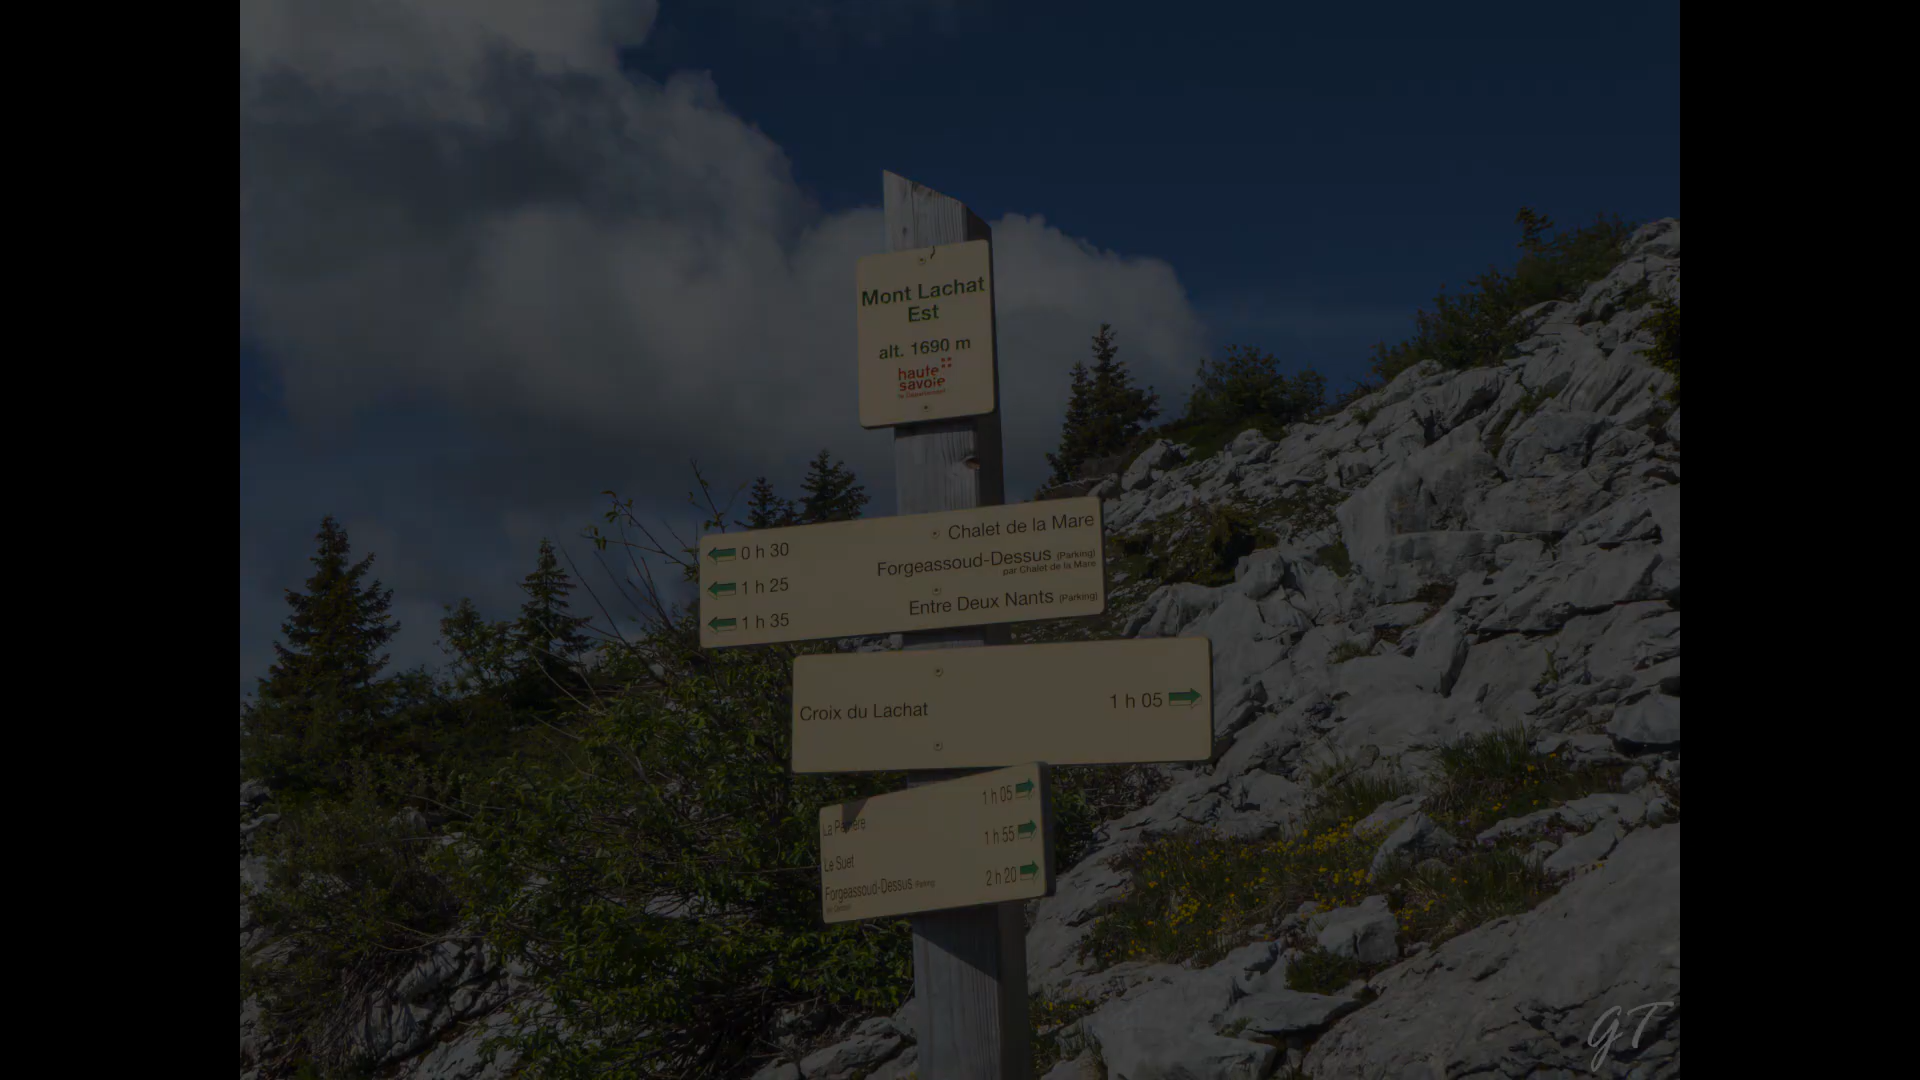 Mont Lachat
Est
alt. 1690 m
haute
savoie
0 h 30 Chalet de la Mare
1 h 25 Forgeassoud-Dessus (Parking)
par Chalet de la Mare
1 h 35 Entre Deux Nants (Parking)
Croix du Lachat 1 h 05
La 1 h 05
Le Suet 1 h 55
Forgeassoud-Dessus Parking 2 h 20
GT